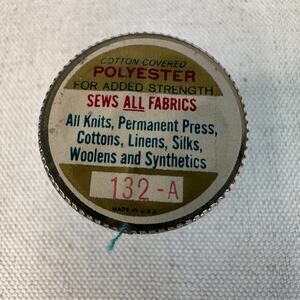 COTTON COVERED
POLYESTER
FOR ADDED STRENGTH
SEWS ALL FABRICS
All Knits, Permanent Press,
Cottons, Linens, Silks,
Woolens and Synthetics
132-A
MADE IN U.S.A.